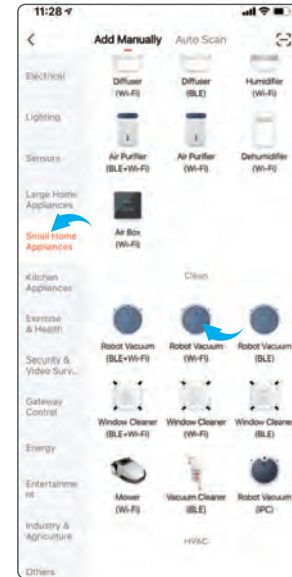 11:28
Add Manually Auto Scan
Electrical
Lighting
Sensors
Large Home
Appliances
Small Home
Appliances
Kitchen
Appliances
Exercise
& Health
Security &
Video Surv...
Gateway
Control
Energy
Entertainme
nt
Industry &
Agriculture
Others
Diffuser
(Wi-Fi)
Diffuser
(BLE)
Humidifier
(Wi-Fi)
Air Purifier
(BLE+Wi-Fi)
Air Purifier
(Wi-Fi)
Dehumidifier
(Wi-Fi)
Air Box
(Wi-Fi)
Clean
Robot Vacuum
(BLE+Wi-Fi)
Robot Vacuum
(Wi-Fi)
Robot Vacuum
(BLE)
Window Cleaner
(BLE+Wi-Fi)
Window Cleaner
(Wi-Fi)
Window Cleaner
(BLE)
Mower
(Wi-Fi)
Vacuum Cleaner
(BLE)
Robot Vacuum
(IPC)
HVAC